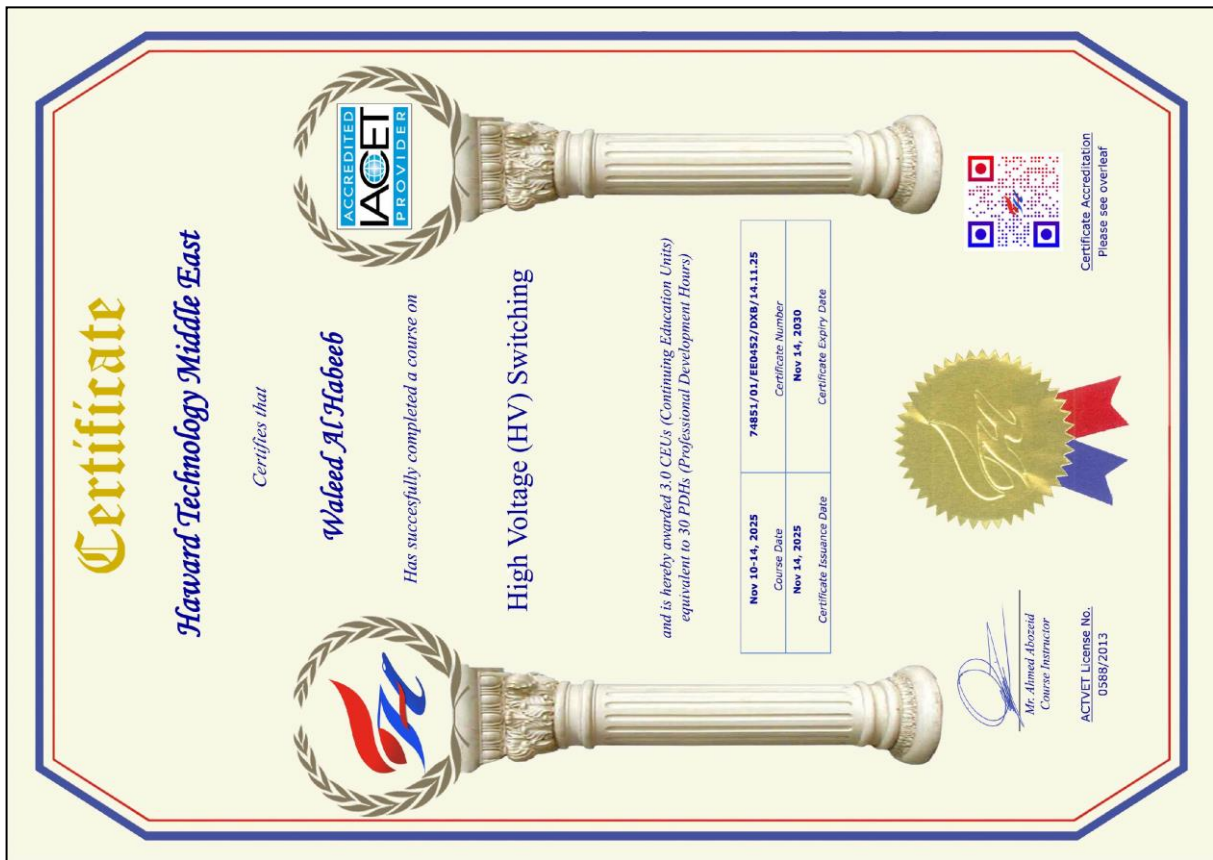 Certificate
Haward Technology Middle East
Certifies that
Waleed Al Habeeb
Has succesfully completed a course on
High Voltage (HV) Switching
and is hereby awarded 3.0 CEUs (Continuing Education Units)
equivalent to 30 PDHs (Professional Development Hours)
ACCREDITED
IACET
PROVIDER
Nov 10-14, 2025
74851/01/EE0452/DXB/14.11.25
Course Date
Certificate Number
Nov 14, 2025
Nov 14, 2030
Certificate Issuance Date
Certificate Expiry Date
Mr. Ahmed Abozeid
Course Instructor
ACTVET License No.
0588/2013
Certificate Accreditation
Please see overleaf